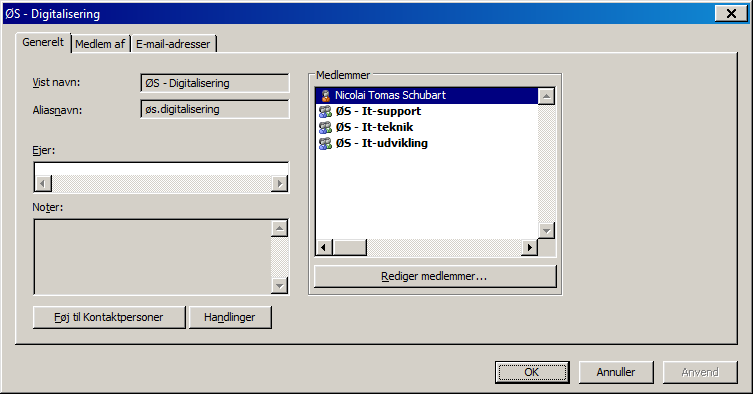 ØS - Digitalisering
Generelt
Medlem af
E-mail-adresser
Vist navn:
ØS - Digitalisering
Aliasnavn:
øs.digitalisering
Ejer:
Noter:
Føj til Kontaktpersoner
Handlinger
Medlemmer
Nicolai Tomas Schubart
ØS - It-support
ØS - It-teknik
ØS - It-udvikling
Rediger medlemmer...
OK
Annuller
Anvend